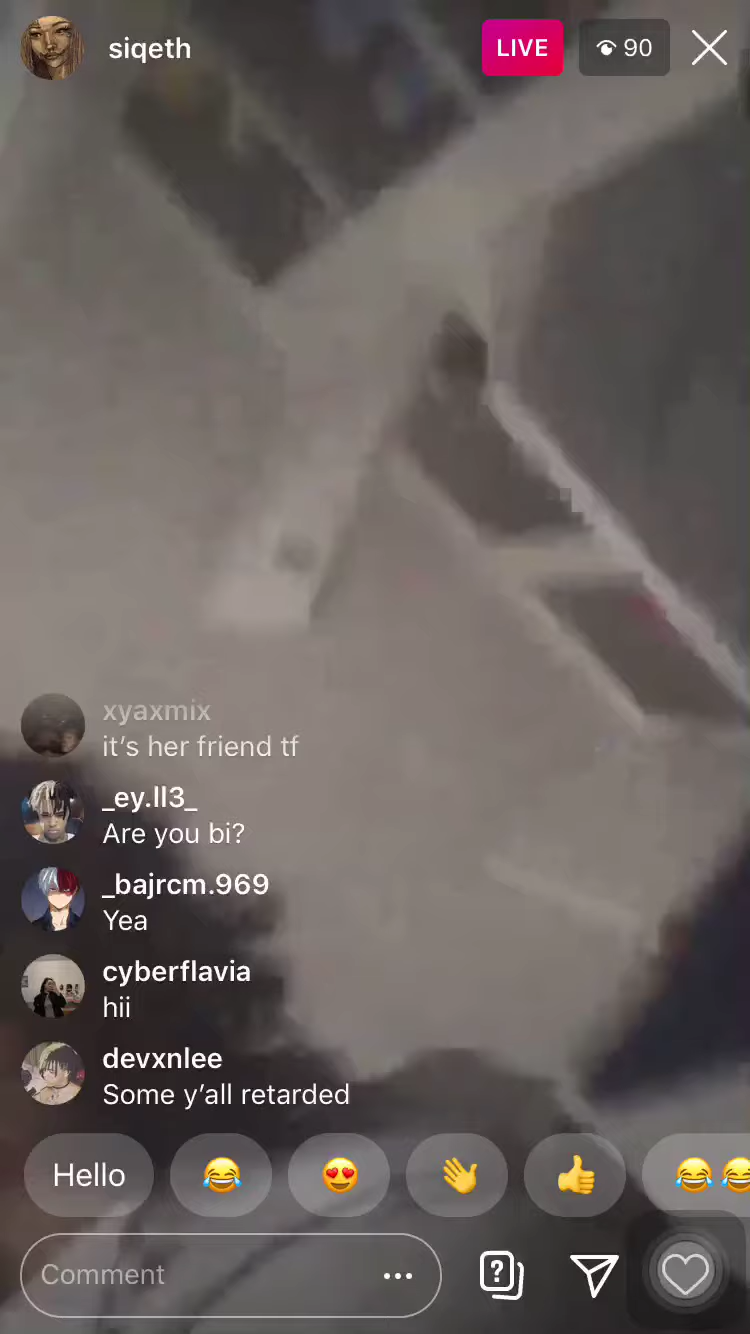 siqeth
LIVE
90
xyaxmix
it's her friend tf
_ey.ll3_
Are you bi?
_bajrcm.969
Yea
cyberflavia
hii
devxnlee
Some y'all retarded
Hello
Comment